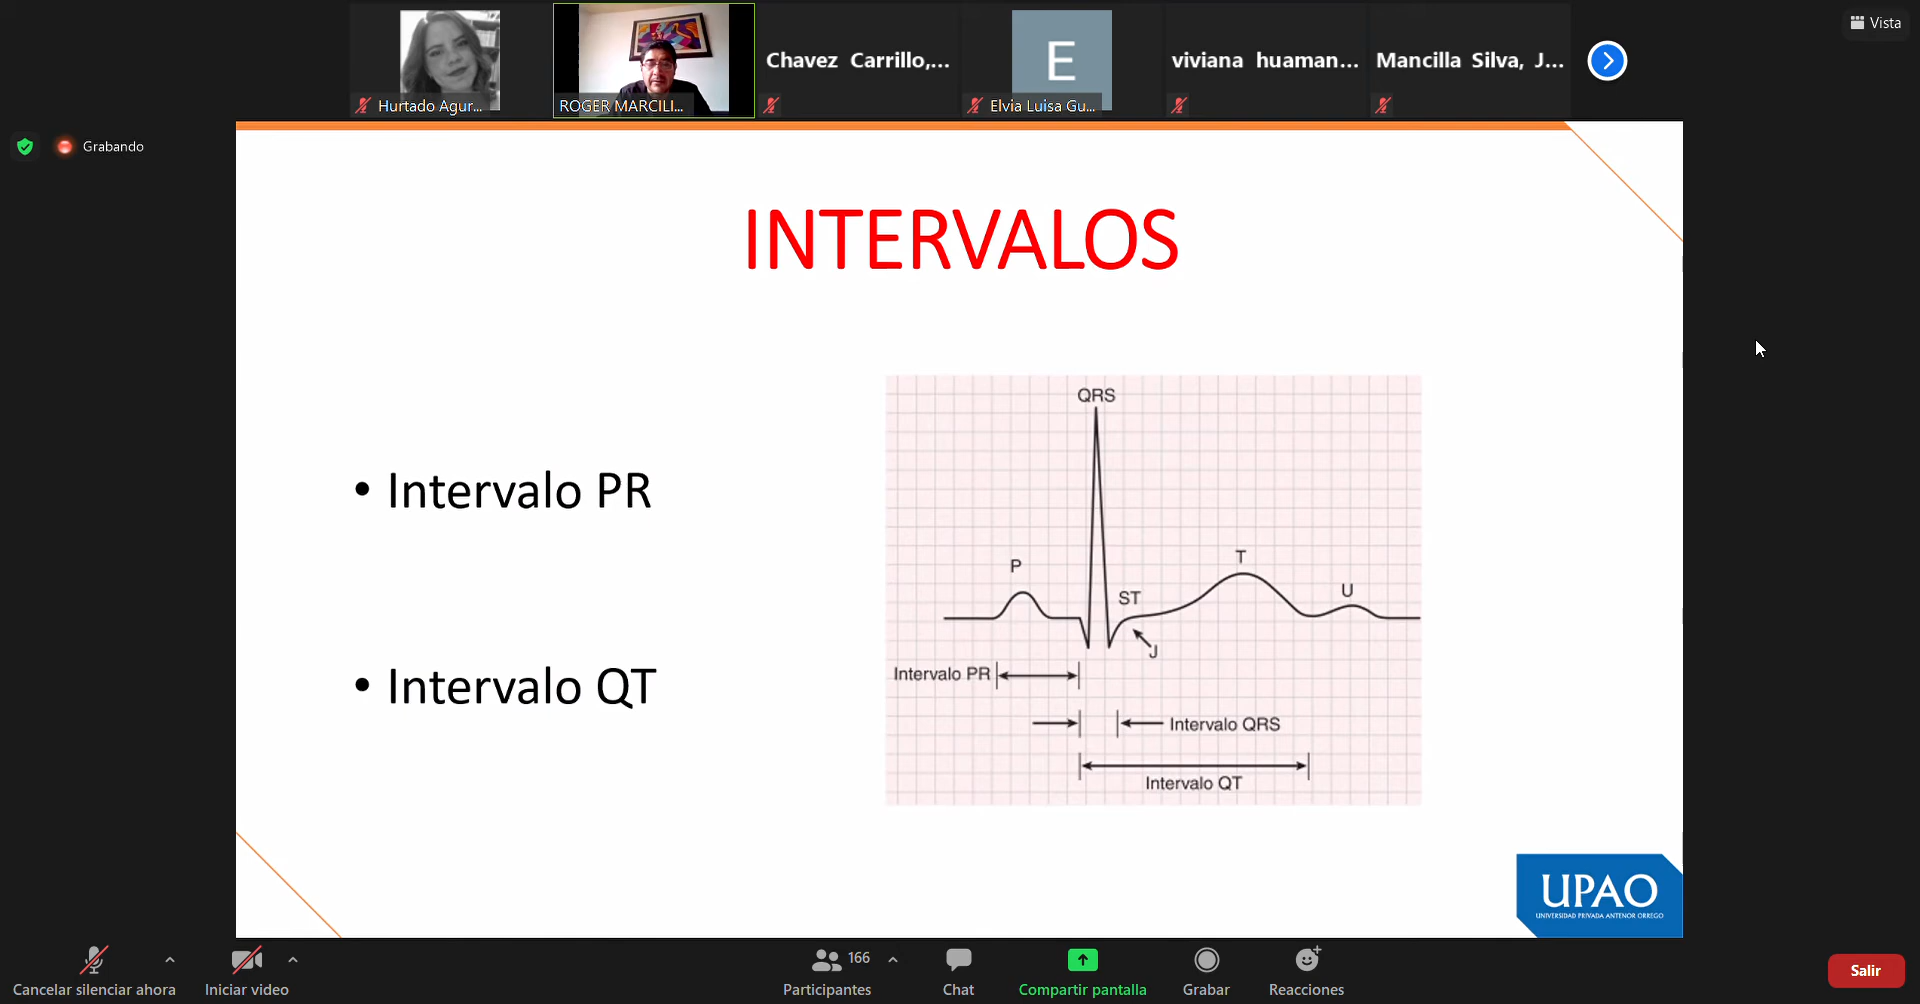 Vista
Chavez Carrillo,...
E
viviana huaman...
Mancilla Silva, J...
Hurtado Agur...
ROGER MARCILI...
Elvia Luisa Gu...
Grabando
INTERVALOS
• Intervalo PR
• Intervalo QT
QRS
P
T
ST
U
J
Intervalo PR
Intervalo QRS
Intervalo QT
UPAO
UNIVERSIDAD PRIVADA ANTENOR ORREGO
166
Cancelar silenciar ahora
Iniciar video
Participantes
Chat
Compartir pantalla
Grabar
Reacciones
Salir